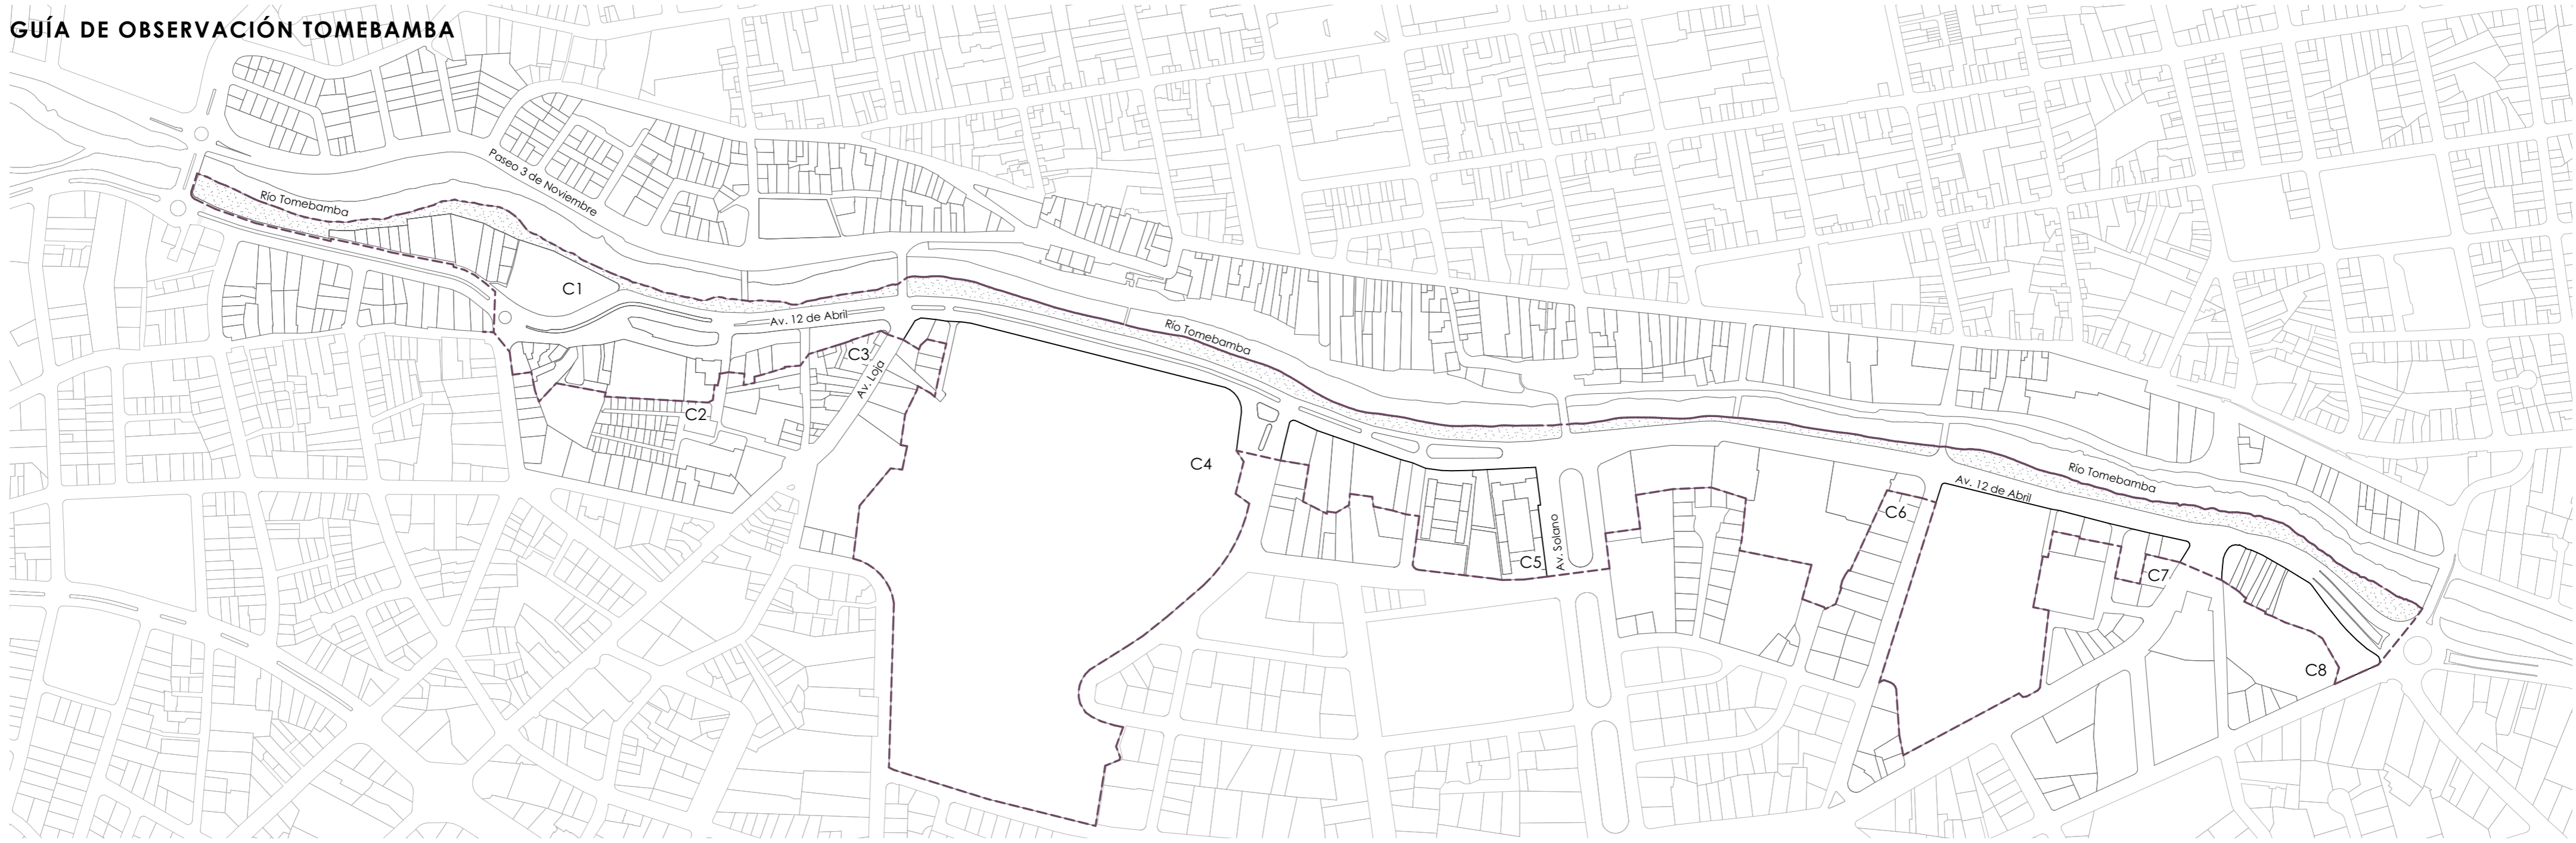 GUÍA DE OBSERVACIÓN TOMEBAMBA
Paseo 3 de Noviembre
Río Tomebamba
C1
Av. 12 de Abril
Río Tomebamba
C3
Av. Loja
C2
C4
Río Tomebamba
Av. 12 de Abril
C6
Av. Solano
C5
C7
C8